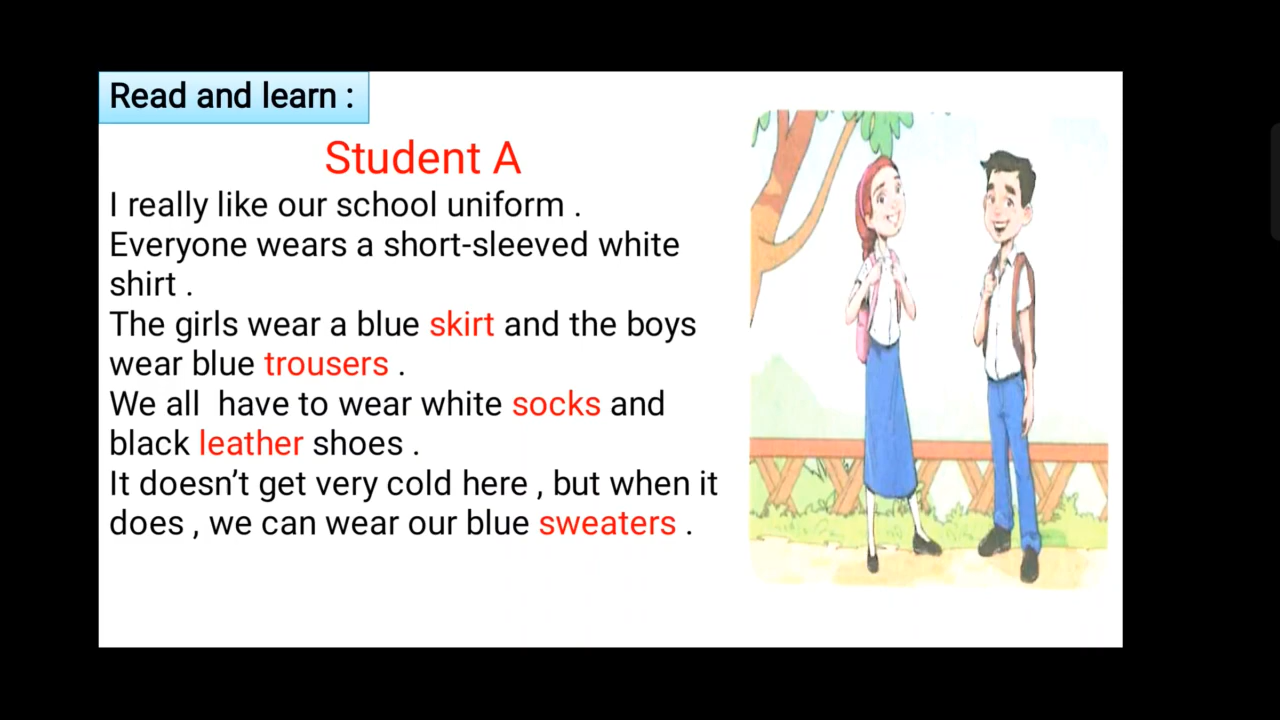 Read and learn :
Student A
I really like our school uniform .
Everyone wears a short-sleeved white
shirt .
The girls wear a blue skirt and the boys
wear blue trousers .
We all  have to wear white socks and
black leather shoes .
It doesn’t get very cold here , but when it
does , we can wear our blue sweaters .